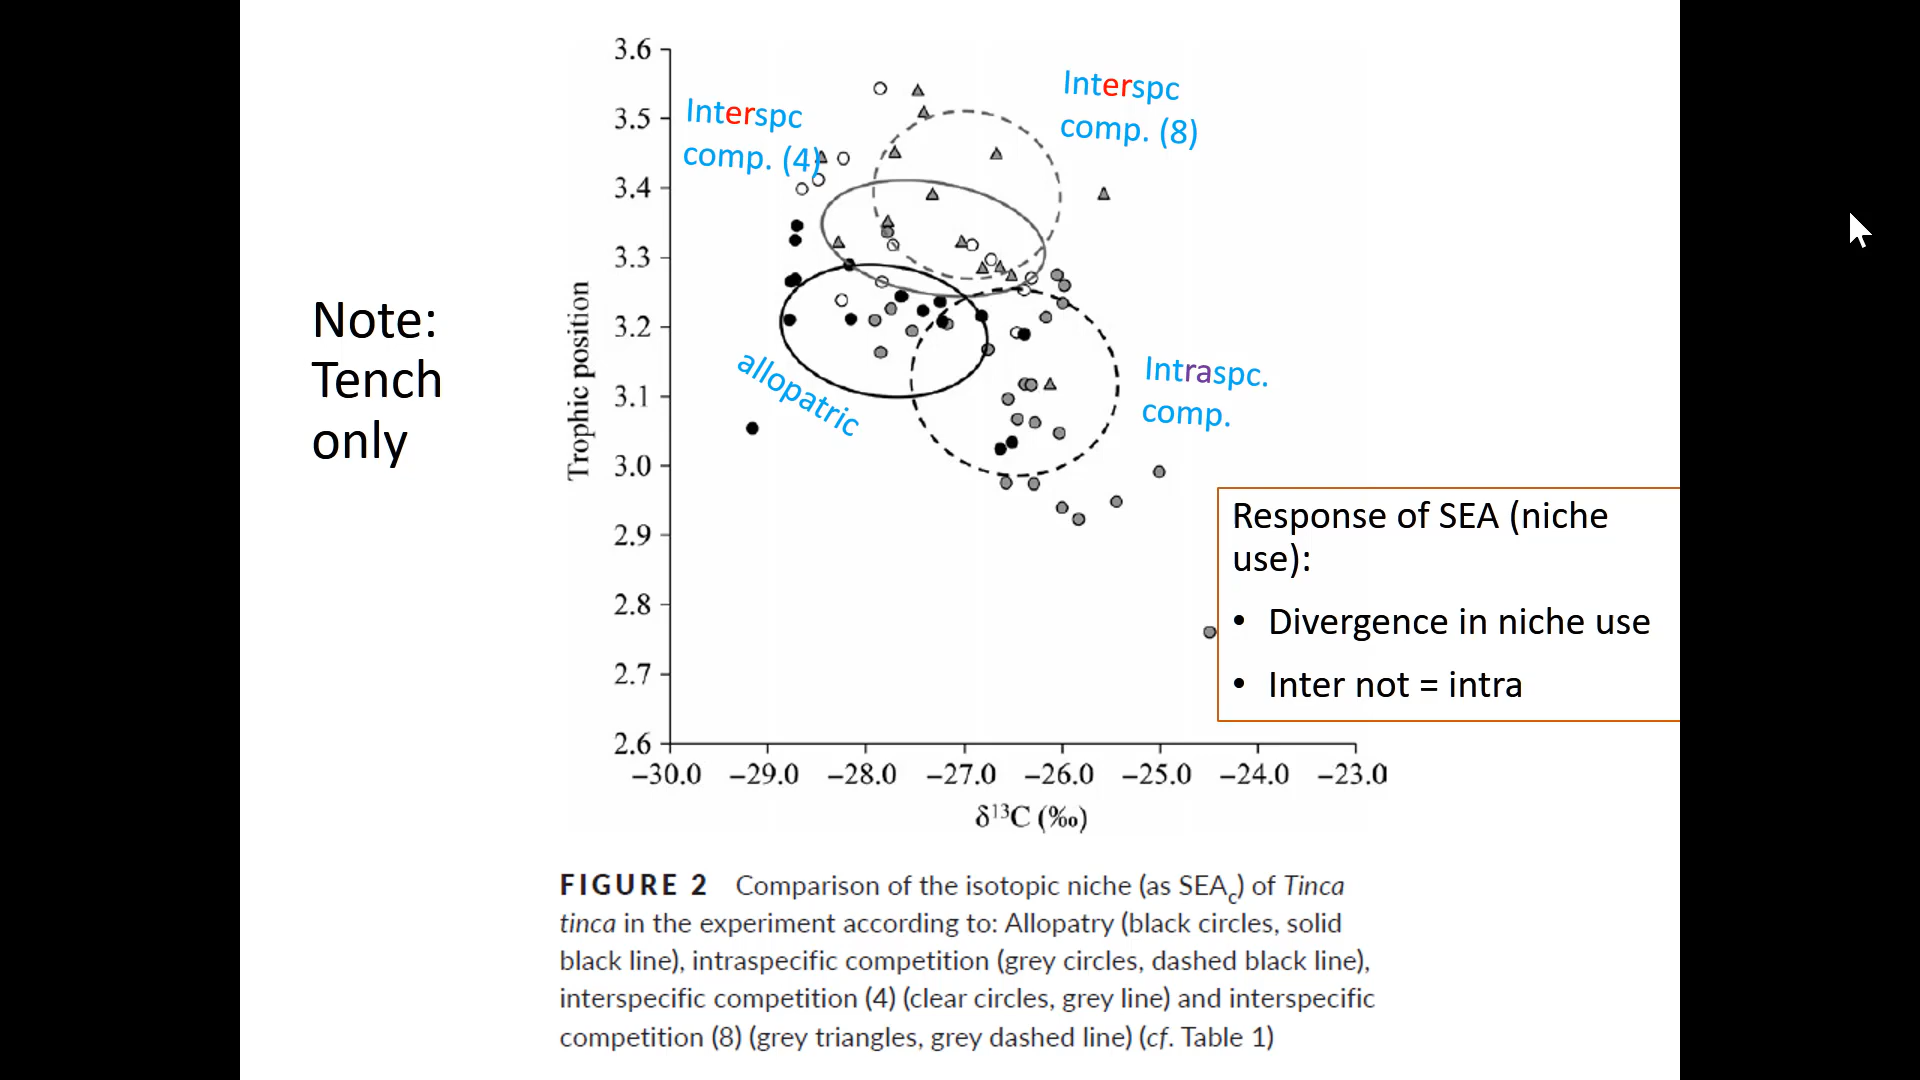 3.6
3.5
3.4
3.3
3.2
3.1
3.0
2.9
2.8
2.7
2.6
Trophic position
−30.0 −29.0 −28.0 −27.0 −26.0 −25.0 −24.0 −23.0
δ¹³C (‰)
Interspc
comp. (4)
Interspc
comp. (8)
allopatric
Intraspc.
comp.
Note:
Tench
only
Response of SEA (niche
use):
• Divergence in niche use
• Inter not = intra
FIGURE 2 Comparison of the isotopic niche (as SEAc) of Tinca
tinca in the experiment according to: Allopatry (black circles, solid
black line), intraspecific competition (grey circles, dashed black line),
interspecific competition (4) (clear circles, grey line) and interspecific
competition (8) (grey triangles, grey dashed line) (cf. Table 1)